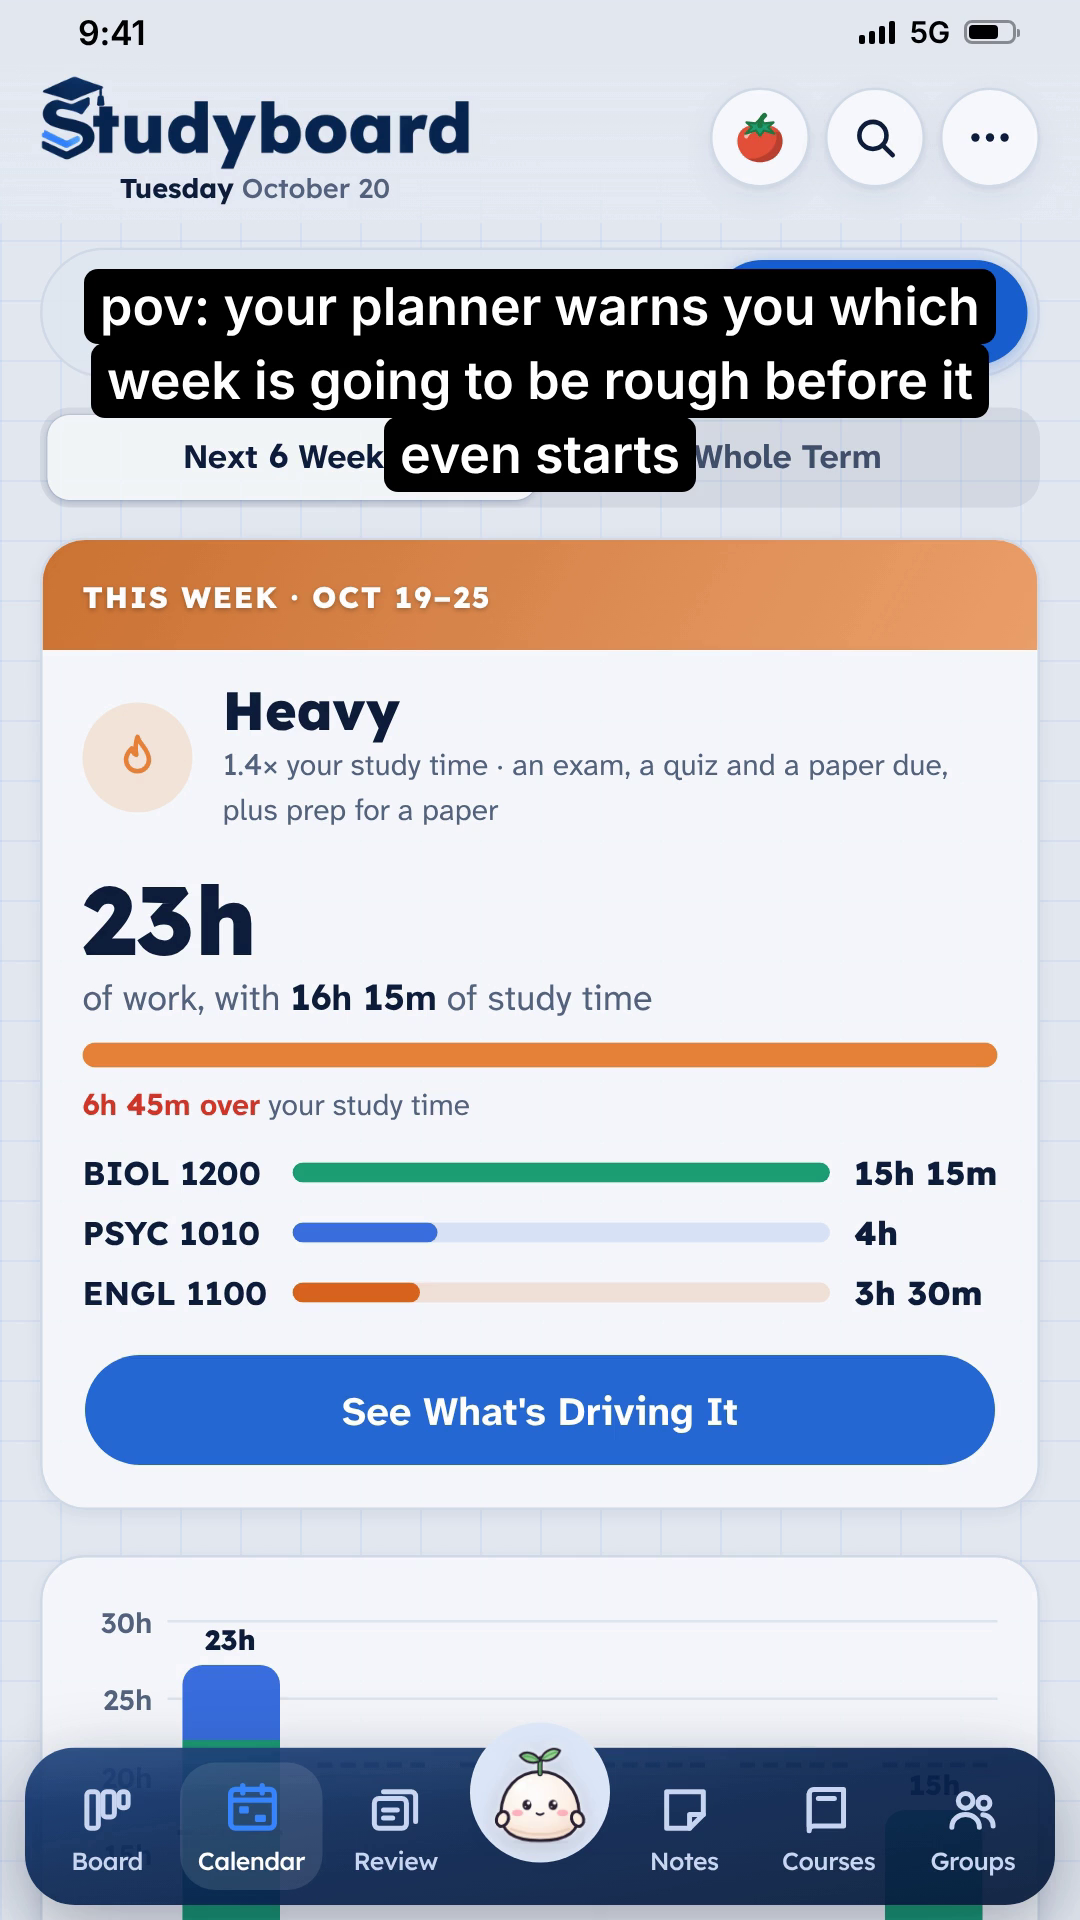 9:41
5G
Studyboard
Tuesday October 20
pov: your planner warns you which
week is going to be rough before it
even starts
Next 6 Week
Whole Term
THIS WEEK · OCT 19–25
Heavy
1.4× your study time · an exam, a quiz and a paper due,
plus prep for a paper
23h
of work, with 16h 15m of study time
6h 45m over your study time
BIOL 1200 15h 15m
PSYC 1010 4h
ENGL 1100 3h 30m
See What's Driving It
30h
23h
25h
20h
15h
15h
Board
Calendar
Review
Notes
Courses
Groups